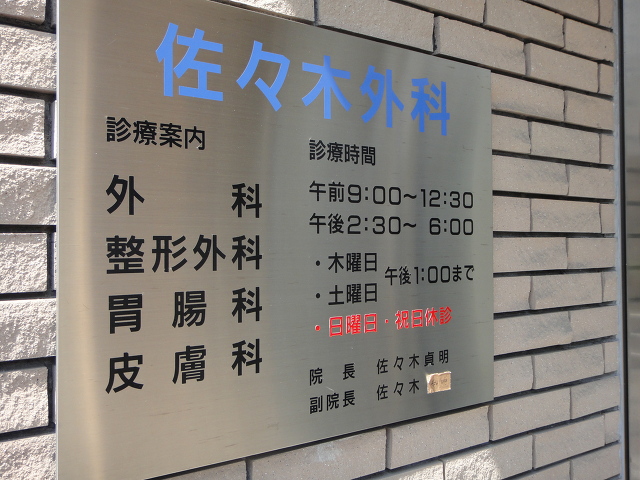 佐々木外科
診療案内
外科
整形外科
胃腸科
皮膚科
診療時間
午前9:00～12:30
午後2:30～ 6:00
・木曜日
・土曜日
午後1:00まで
・日曜日・祝日休診
院長 佐々木貞明
副院長 佐々木